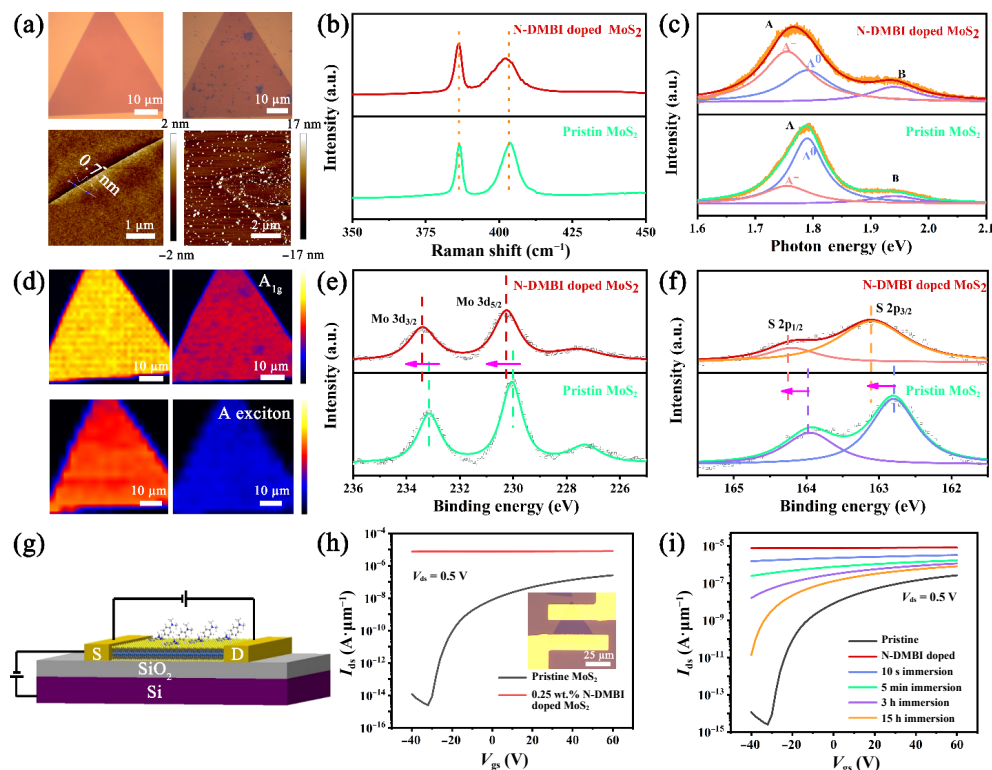 (a)
10 µm
10 µm
2 nm
17 nm
0.7 nm
1 µm
2 µm
−2 nm
−17 nm
(b)
N-DMBI doped MoS2
Pristin MoS2
Intensity (a.u.)
350 375 400 425 450
Raman shift (cm−1)
(c)
N-DMBI doped MoS2
A
A−
A0
B
Pristin MoS2
A
A0
A−
B
Intensity (a.u.)
1.6 1.7 1.8 1.9 2.0 2.1
Photon energy (eV)
(d)
A1g
10 µm
10 µm
A exciton
10 µm
10 µm
(e)
N-DMBI doped MoS2
Mo 3d3/2
Mo 3d5/2
Pristin MoS2
Intensity (a.u.)
236 234 232 230 228 226
Binding energy (eV)
(f)
N-DMBI doped MoS2
S 2p1/2
S 2p3/2
Pristin MoS2
Intensity (a.u.)
165 164 163 162
Binding energy (eV)
(g)
S
D
SiO2
Si
(h)
10−4
10−6
10−8
10−10
10−12
10−14
10−16
Ids (A·µm−1)
Vds = 0.5 V
25 µm
Pristine MoS2
0.25 wt.% N-DMBI
doped MoS2
−40 −20 0 20 40 60
Vgs (V)
(i)
10−5
10−7
10−9
10−11
10−13
10−15
Ids (A·µm−1)
Vds = 0.5 V
Pristine
N-DMBI doped
10 s immersion
5 min immersion
3 h immersion
15 h immersion
−40 −20 0 20 40 60
Vgs (V)